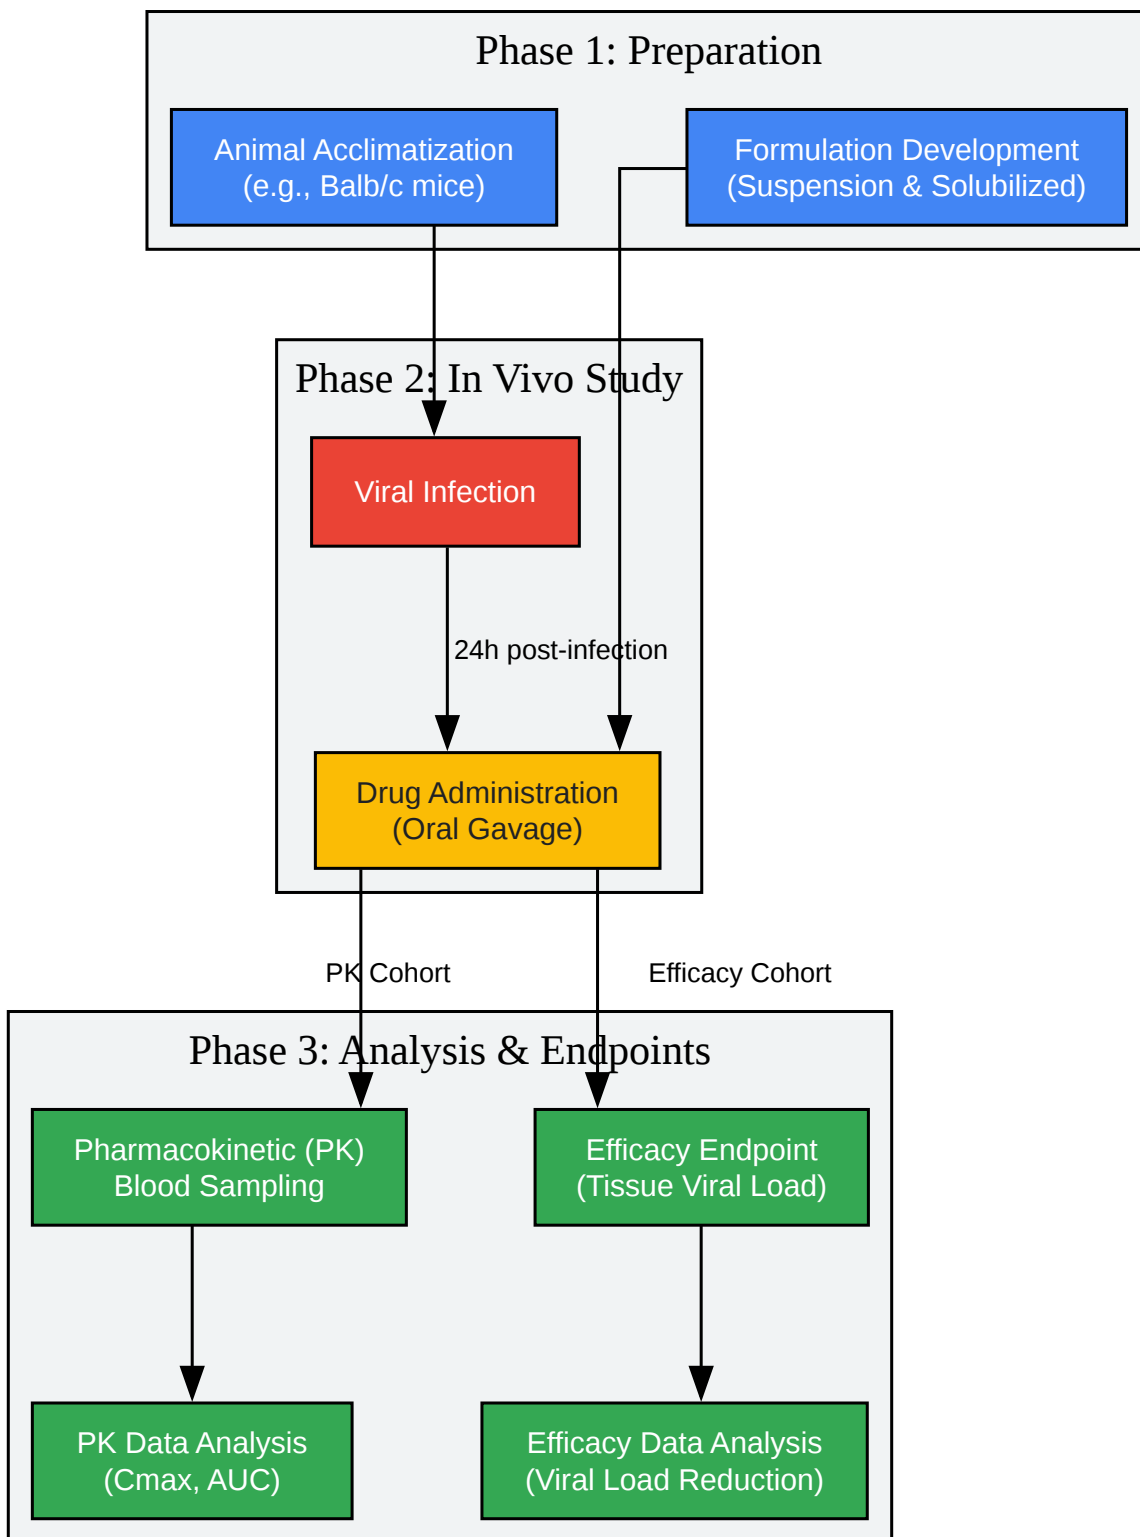 Phase 1: Preparation
Animal Acclimatization
(e.g., Balb/c mice)
Formulation Development
(Suspension & Solubilized)
Phase 2: In Vivo Study
Viral Infection
24h post-infection
Drug Administration
(Oral Gavage)
PK Cohort
Efficacy Cohort
Phase 3: Analysis & Endpoints
Pharmacokinetic (PK)
Blood Sampling
Efficacy Endpoint
(Tissue Viral Load)
PK Data Analysis
(Cmax, AUC)
Efficacy Data Analysis
(Viral Load Reduction)